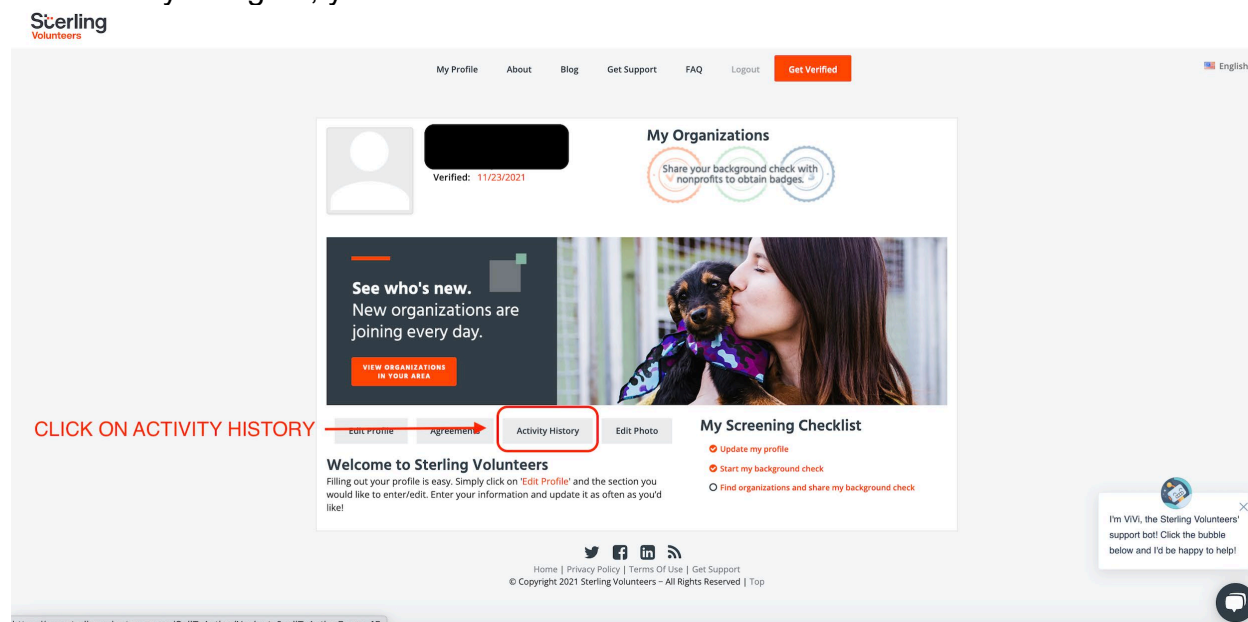 Sterling
Volunteers
My Profile About Blog Get Support FAQ Logout Get Verified
English
Verified: 11/23/2021
My Organizations
Share your background check with
nonprofits to obtain badges.
See who's new.
New organizations are
joining every day.
VIEW ORGANIZATIONS
IN YOUR AREA
CLICK ON ACTIVITY HISTORY
Edit Profile Agreements Activity History Edit Photo
Welcome to Sterling Volunteers
Filling out your profile is easy. Simply click on 'Edit Profile' and the section you
would like to enter/edit. Enter your information and update it as often as you'd
like!
My Screening Checklist
Update my profile
Start my background check
Find organizations and share my background check
I'm ViVi, the Sterling Volunteers'
support bot! Click the bubble
below and I'd be happy to help!
Home | Privacy Policy | Terms Of Use | Get Support
© Copyright 2021 Sterling Volunteers – All Rights Reserved | Top